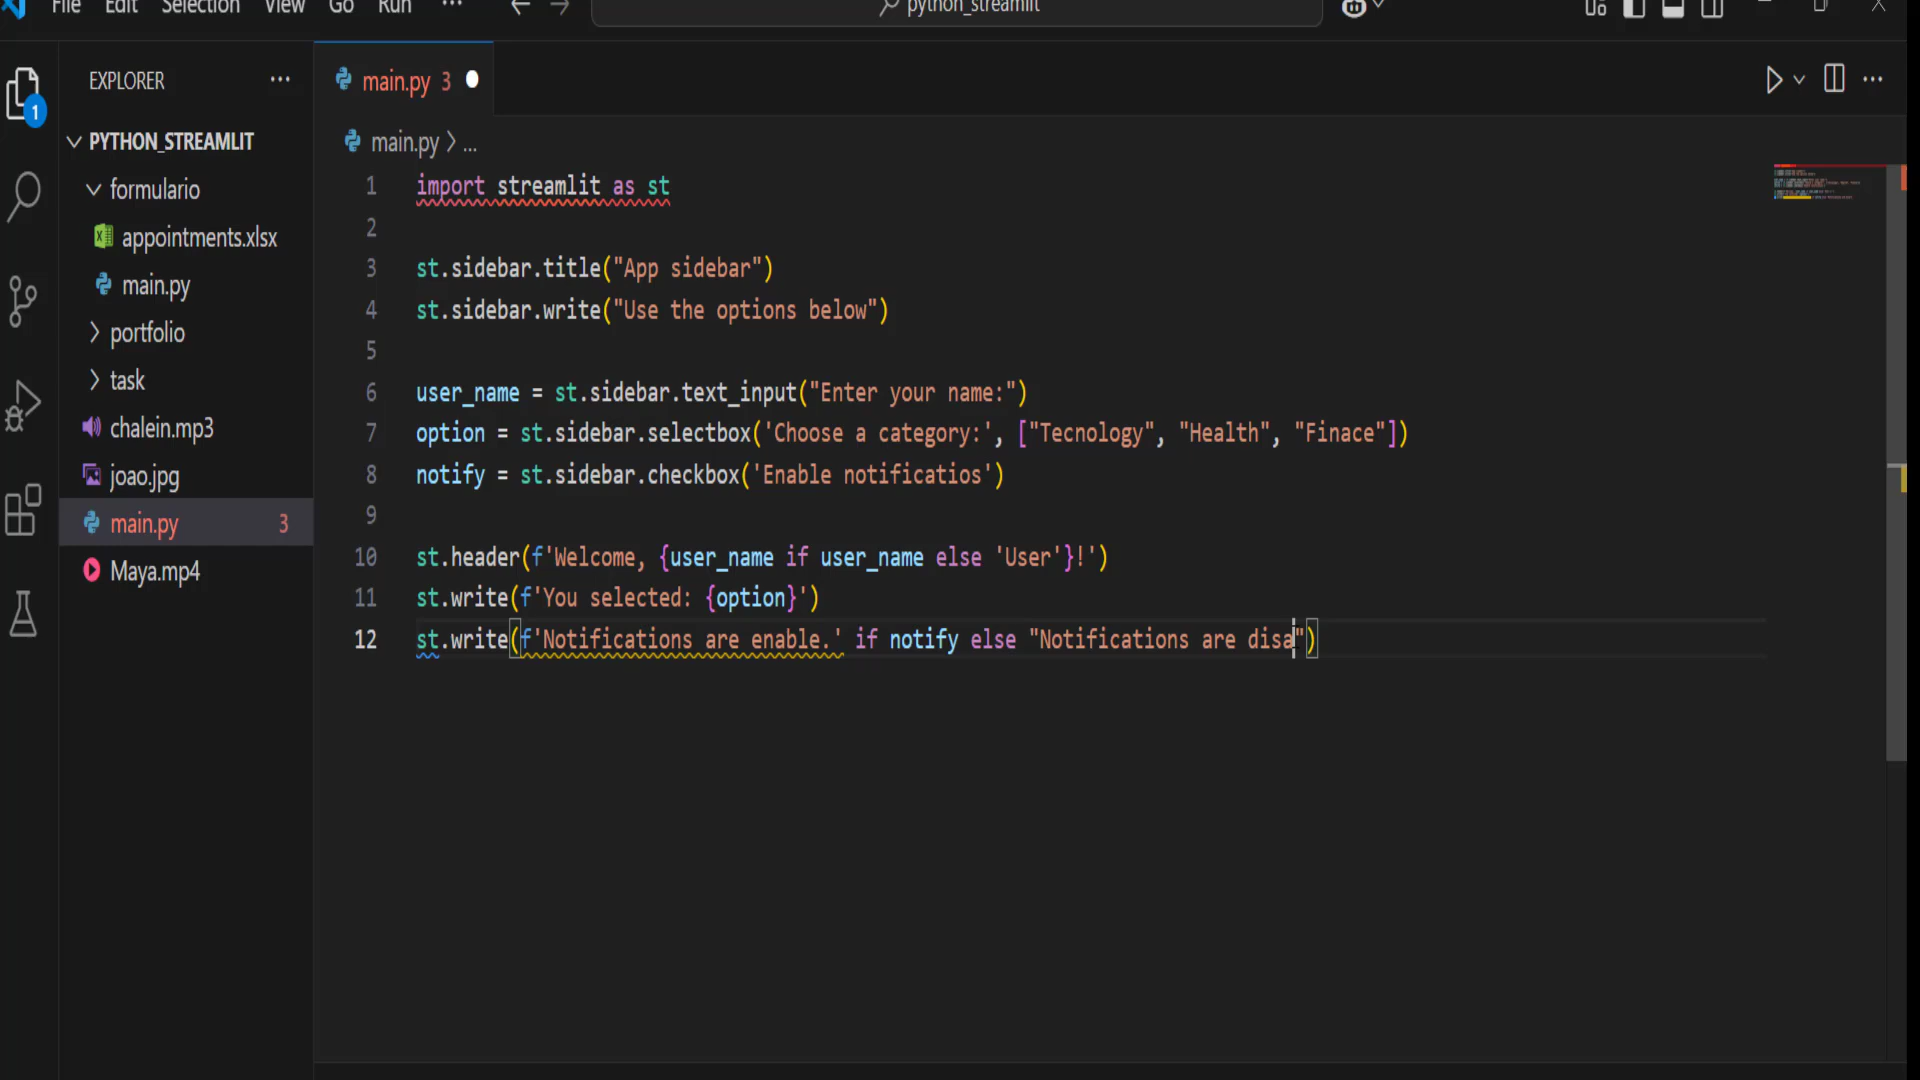 File Edit Selection View Go Run ...
python_streamlit
EXPLORER ...
main.py 3
1
PYTHON_STREAMLIT
main.py > ...
formulario
appointments.xlsx
main.py
portfolio
task
chalein.mp3
joao.jpg
main.py 3
Maya.mp4
1 import streamlit as st
2
3 st.sidebar.title("App sidebar")
4 st.sidebar.write("Use the options below")
5
6 user_name = st.sidebar.text_input("Enter your name:")
7 option = st.sidebar.selectbox('Choose a category:', ["Tecnology", "Health", "Finace"])
8 notify = st.sidebar.checkbox('Enable notificatios')
9
10 st.header(f'Welcome, {user_name if user_name else 'User'}!')
11 st.write(f'You selected: {option}')
12 st.write(f'Notifications are enable.' if notify else "Notifications are disa")